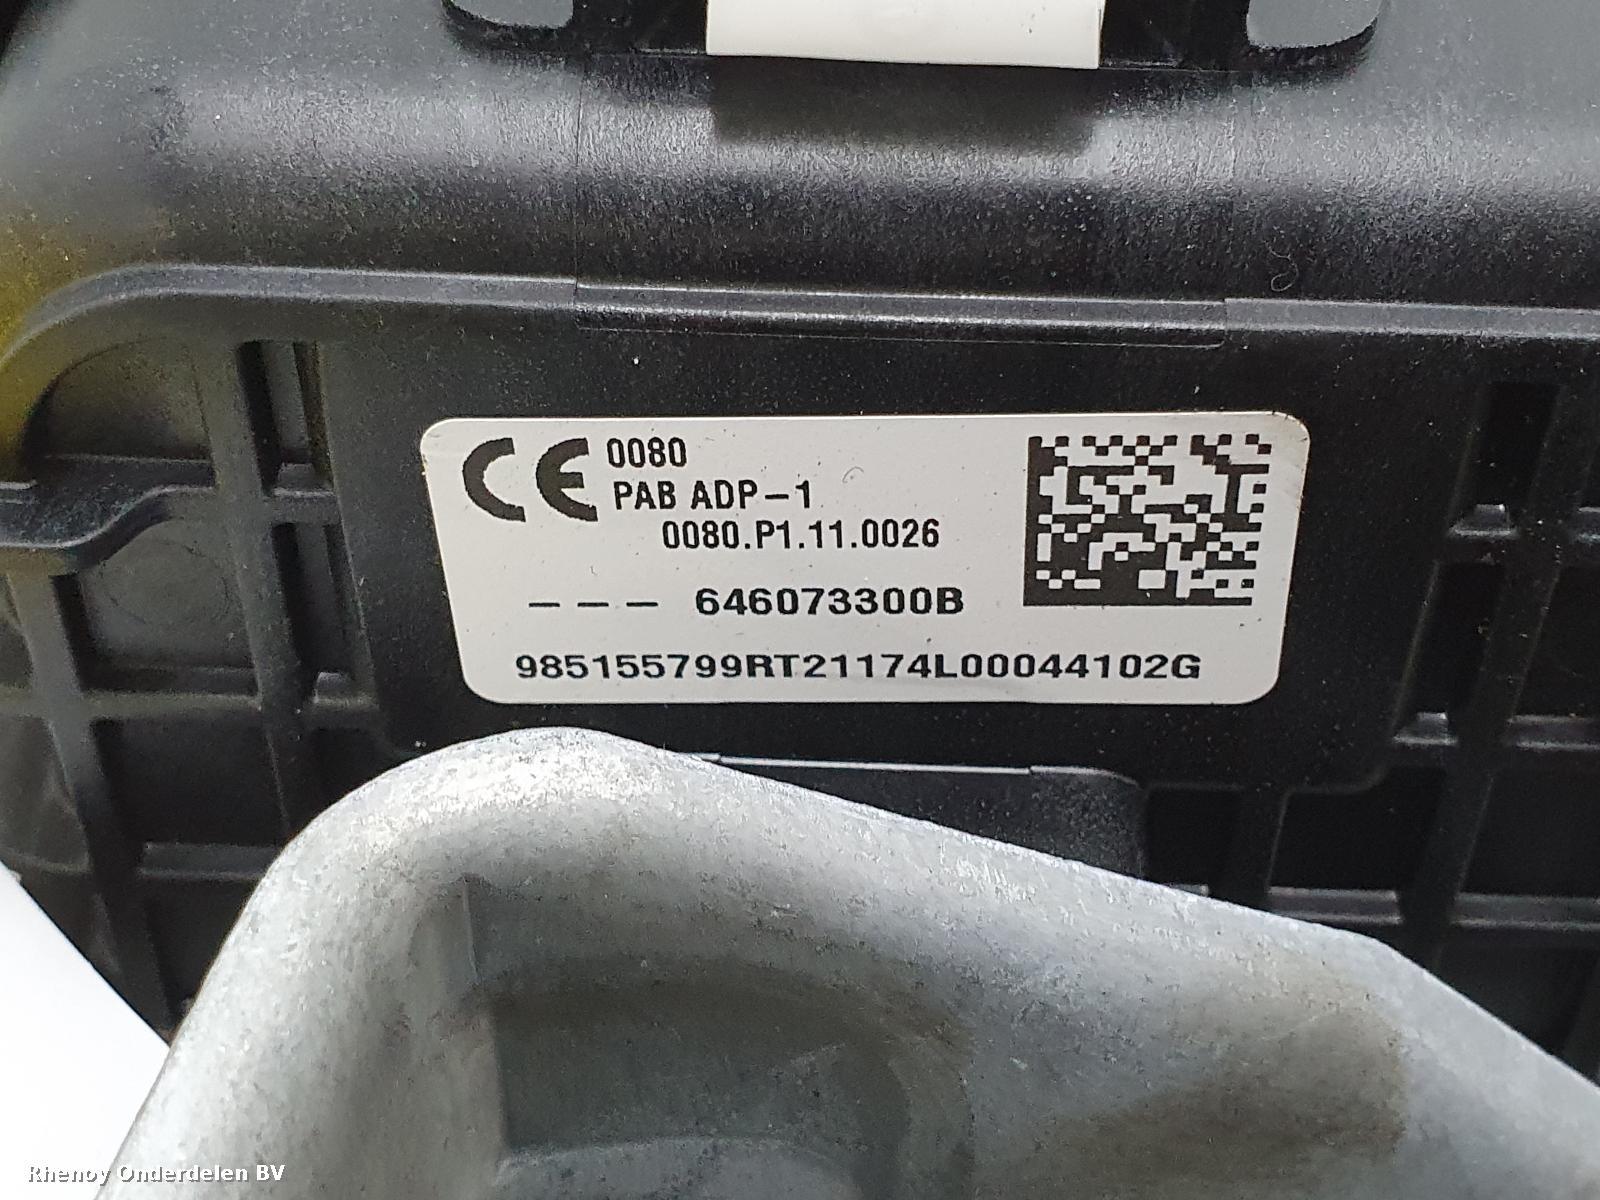 CE 0080
PAB ADP-1
0080.P1.11.0026
--- 646073300B
985155799RT21174L00044102G
Rhenoy Onderdelen BV